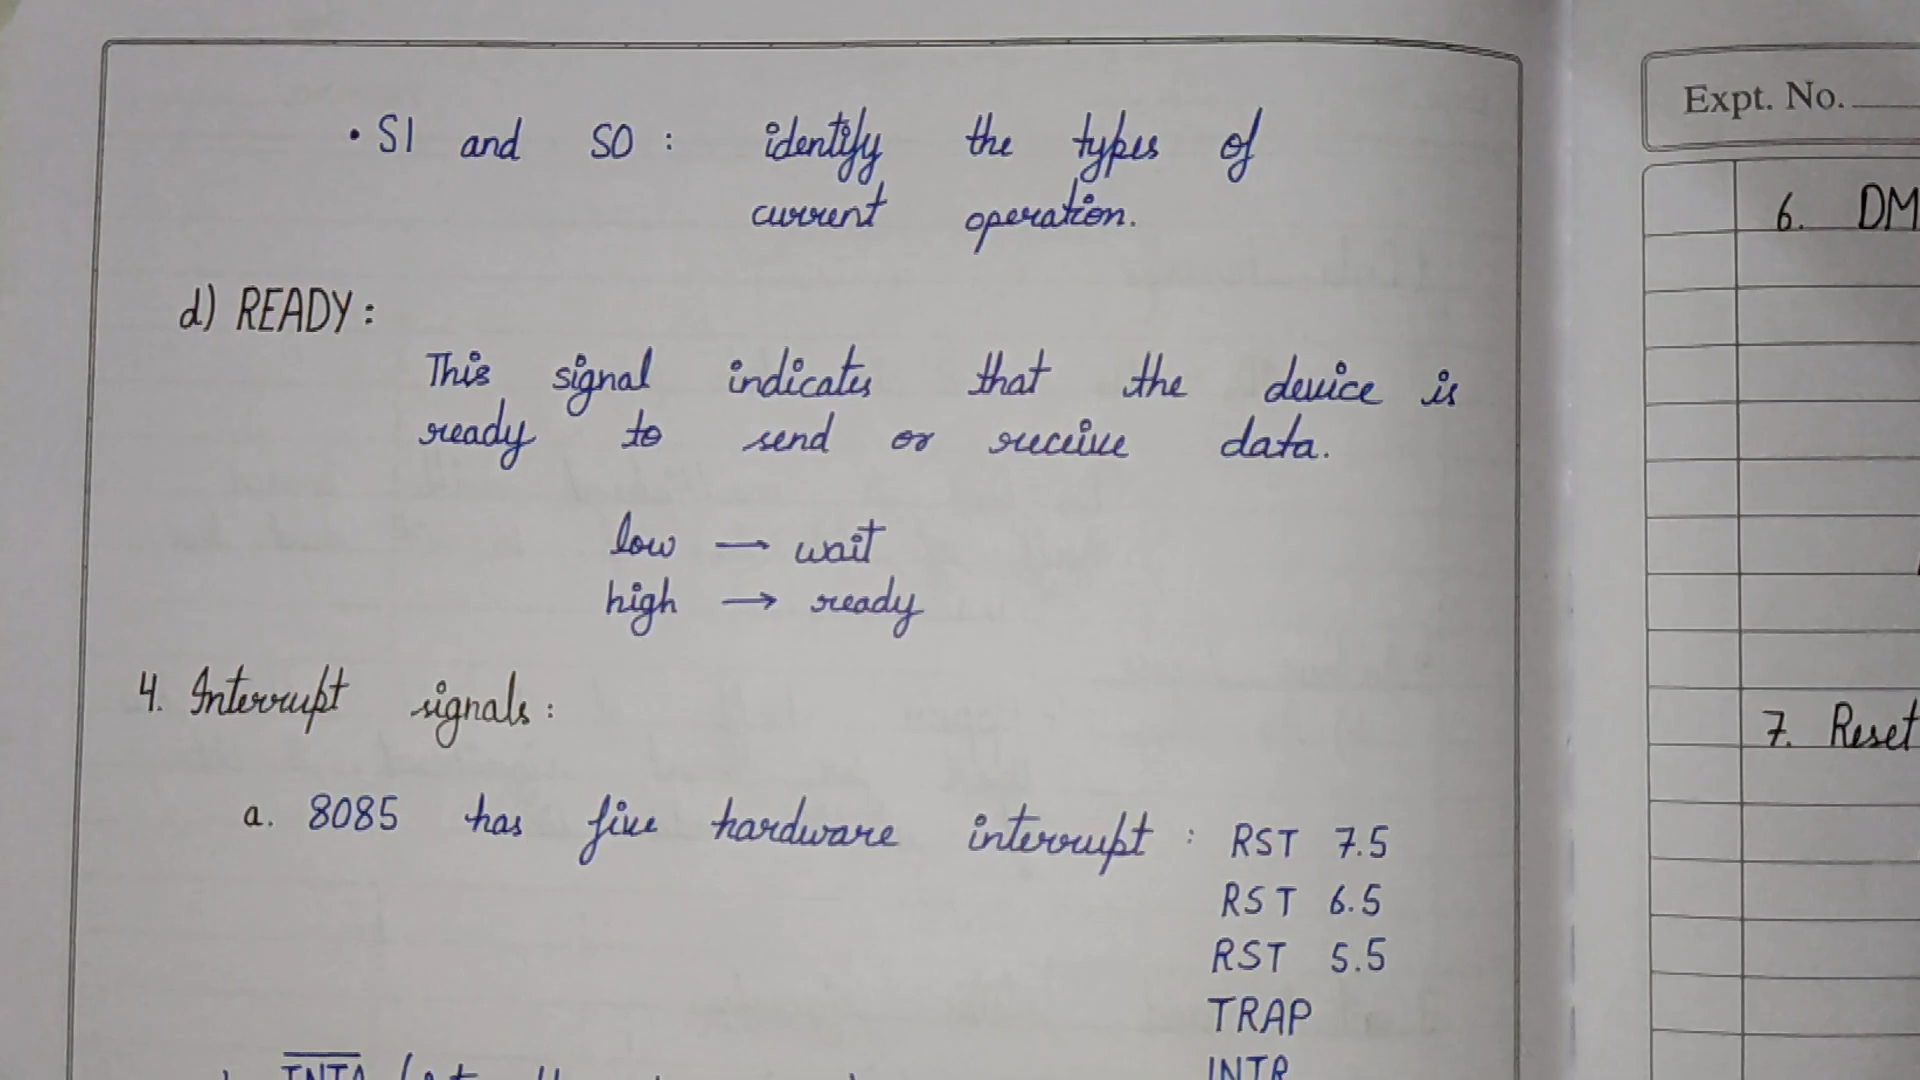 • S1 and S0 : identify the types of
current operation.
d) READY :
This signal indicates that the device is
ready to send or receive data.
low → wait
high → ready
4. Interrupt signals :
a. 8085 has five hardware interrupt : RST 7.5
RST 6.5
RST 5.5
TRAP
INTR
INTA
Expt. No.
6. DM
7. Reset